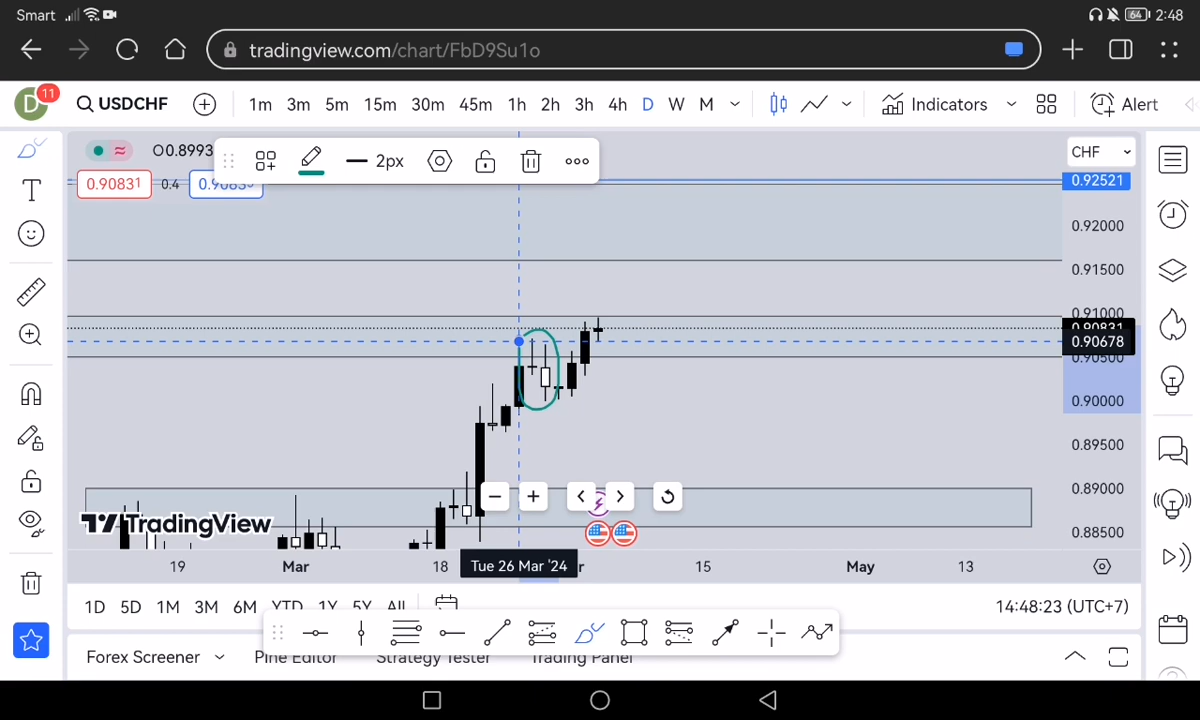 Smart 64 2:48
tradingview.com/chart/FbD9Su1o
D 11 USDCHF 1m 3m 5m 15m 30m 45m 1h 2h 3h 4h D W M Indicators Alert
O0.8993 2px CHF
0.90831 0.4 0.92521
0.92000
0.91500
0.91000
0.90831
0.90678
0.90500
0.90000
0.89500
0.89000
TradingView 0.88500
19 Mar 18 Tue 26 Mar '24 15 May 13
1D 5D 1M 3M 6M YTD 1Y 5Y All 14:48:23 (UTC+7)
Forex Screener Pine Editor Strategy Tester Trading Panel